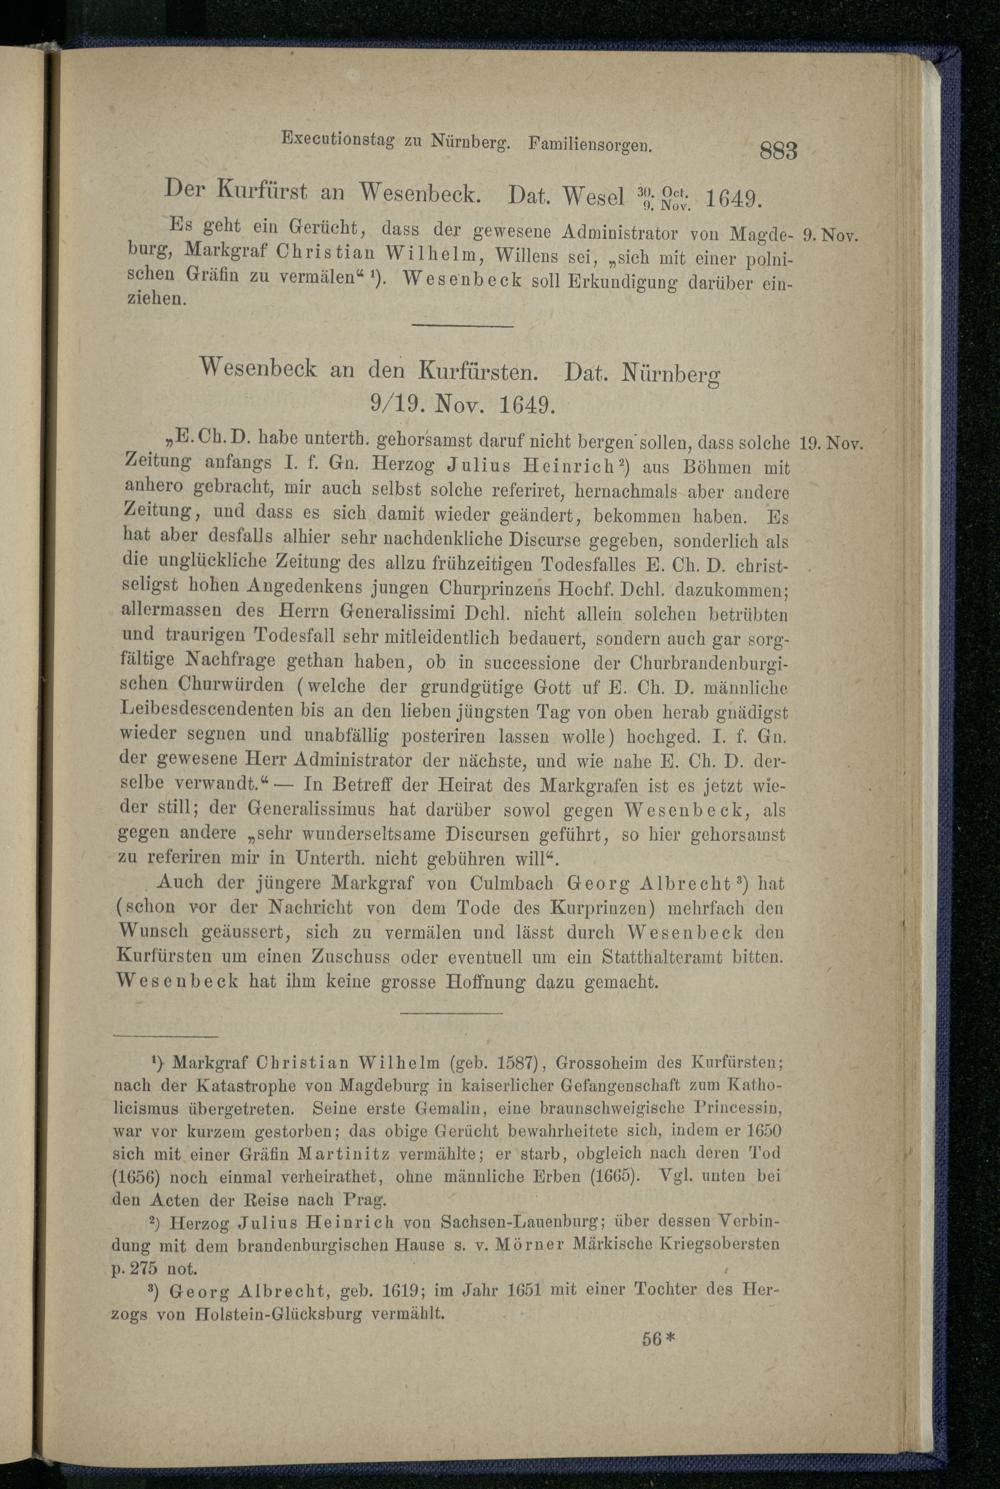 Executionstag zu Nürnberg. Familiensorgen. 883
Der Kurfürst an Wesenbeck. Dat. Wesel 30. Oct./9. Nov. 1649.
Es geht ein Gerücht, dass der gewesene Administrator von Magde- 9. Nov.
burg, Markgraf Christian Wilhelm, Willens sei, „sich mit einer polni-
schen Gräfin zu vermälen“ ¹). Wesenbeck soll Erkundigung darüber ein-
ziehen.
Wesenbeck an den Kurfürsten. Dat. Nürnberg
9/19. Nov. 1649.
„E. Ch. D. habe unterth. gehorsamst daruf nicht bergen sollen, dass solche 19. Nov.
Zeitung anfangs I. f. Gn. Herzog Julius Heinrich²) aus Böhmen mit
anhero gebracht, mir auch selbst solche referiret, hernachmals aber andere
Zeitung, und dass es sich damit wieder geändert, bekommen haben. Es
hat aber desfalls alhier sehr nachdenkliche Discurse gegeben, sonderlich als
die unglückliche Zeitung des allzu frühzeitigen Todesfalles E. Ch. D. christ-
seligst hohen Angedenkens jungen Churprinzens Hochf. Dchl. dazukommen;
allermassen des Herrn Generalissimi Dchl. nicht allein solchen betrübten
und traurigen Todesfall sehr mitleidentlich bedauert, sondern auch gar sorg-
fältige Nachfrage gethan haben, ob in successione der Churbrandenburgi-
schen Churwürden (welche der grundgütige Gott uf E. Ch. D. männliche
Leibesdescendenten bis an den lieben jüngsten Tag von oben herab gnädigst
wieder segnen und unabfällig posteriren lassen wolle) hochged. I. f. Gn.
der gewesene Herr Administrator der nächste, und wie nahe E. Ch. D. der-
selbe verwandt.“ — In Betreff der Heirat des Markgrafen ist es jetzt wie-
der still; der Generalissimus hat darüber sowol gegen Wesenbeck, als
gegen andere „sehr wunderseltsame Discursen geführt, so hier gehorsamst
zu referiren mir in Unterth. nicht gebühren will“.
Auch der jüngere Markgraf von Culmbach Georg Albrecht³) hat
(schon vor der Nachricht von dem Tode des Kurprinzen) mehrfach den
Wunsch geäussert, sich zu vermälen und lässt durch Wesenbeck den
Kurfürsten um einen Zuschuss oder eventuell um ein Statthalteramt bitten.
Wesenbeck hat ihm keine grosse Hoffnung dazu gemacht.
¹) Markgraf Christian Wilhelm (geb. 1587), Grossoheim des Kurfürsten;
nach der Katastrophe von Magdeburg in kaiserlicher Gefangenschaft zum Katho-
licismus übergetreten. Seine erste Gemalin, eine braunschweigische Princessin,
war vor kurzem gestorben; das obige Gerücht bewahrheitete sich, indem er 1650
sich mit einer Gräfin Martinitz vermählte; er starb, obgleich nach deren Tod
(1656) noch einmal verheirathet, ohne männliche Erben (1665). Vgl. unten bei
den Acten der Reise nach Prag.
²) Herzog Julius Heinrich von Sachsen-Lauenburg; über dessen Verbin-
dung mit dem brandenburgischen Hause s. v. Mörner Märkische Kriegsobersten
p. 275 not.
³) Georg Albrecht, geb. 1619; im Jahr 1651 mit einer Tochter des Her-
zogs von Holstein-Glücksburg vermählt.
56*